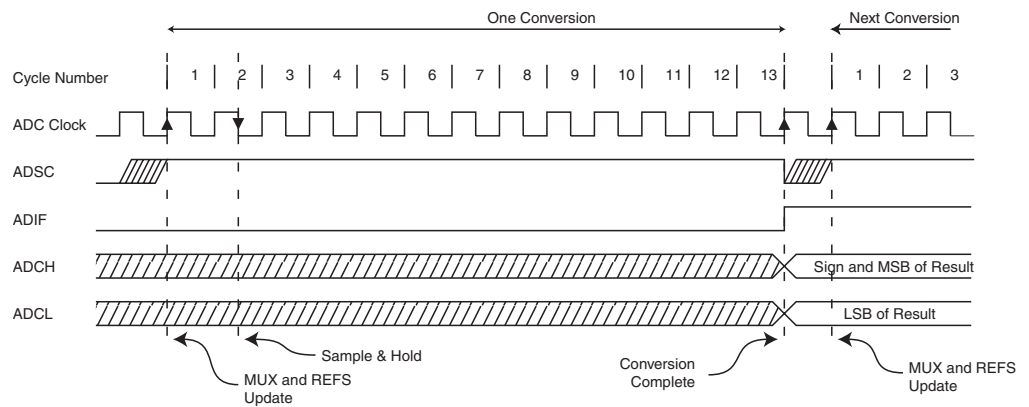 One Conversion Next Conversion
Cycle Number 1 2 3 4 5 6 7 8 9 10 11 12 13 1 2 3
ADC Clock
ADSC
ADIF
ADCH Sign and MSB of Result
ADCL LSB of Result
Sample & Hold
MUX and REFS
Update
Conversion
Complete
MUX and REFS
Update